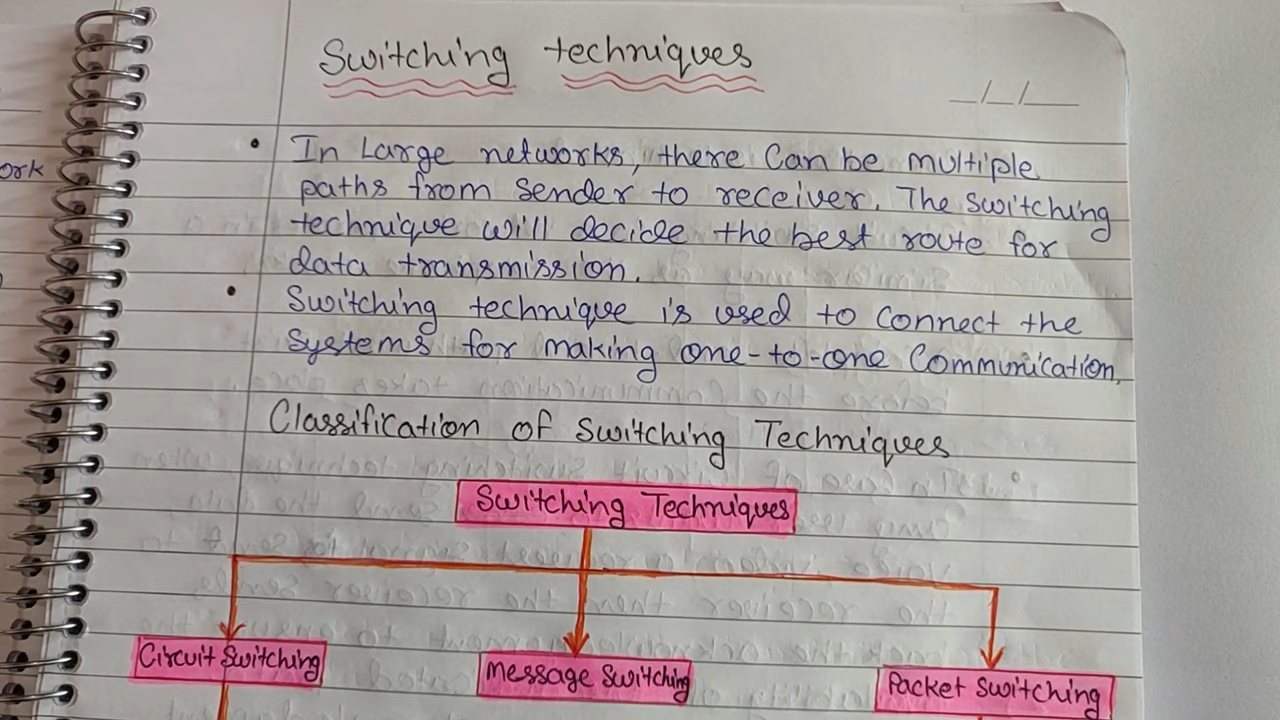 Switching techniques
_/_/__
ork
• In Large networks, there Can be multiple
paths from Sender to receiver. The Switching
technique will decide the best route for
data transmission.
• Switching technique is used to Connect the
Systems for making one-to-one Communication.
Classification of Switching Techniques
Switching Techniques
Circuit Switching
Message Switching
Packet Switching